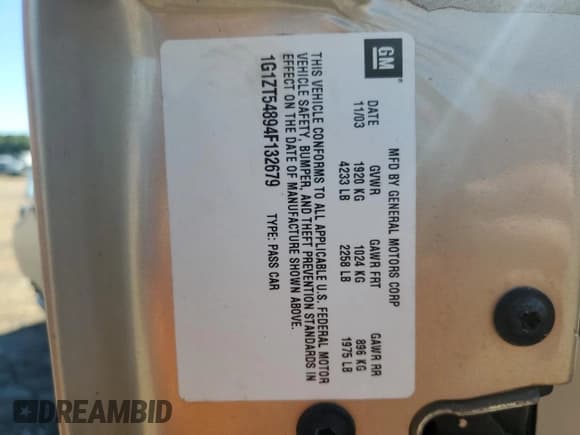 GM
MFD BY GENERAL MOTORS CORP
DATE GVWR GAWR FRT GAWR RR
11/03 1920 KG 1024 KG 896 KG
4233 LB 2258 LB 1975 LB
THIS VEHICLE CONFORMS TO ALL APPLICABLE U.S. FEDERAL MOTOR
VEHICLE SAFETY, BUMPER, AND THEFT PREVENTION STANDARDS IN
EFFECT ON THE DATE OF MANUFACTURE SHOWN ABOVE.
1G1ZT54894F132679 TYPE: PASS CAR
DREAMBID